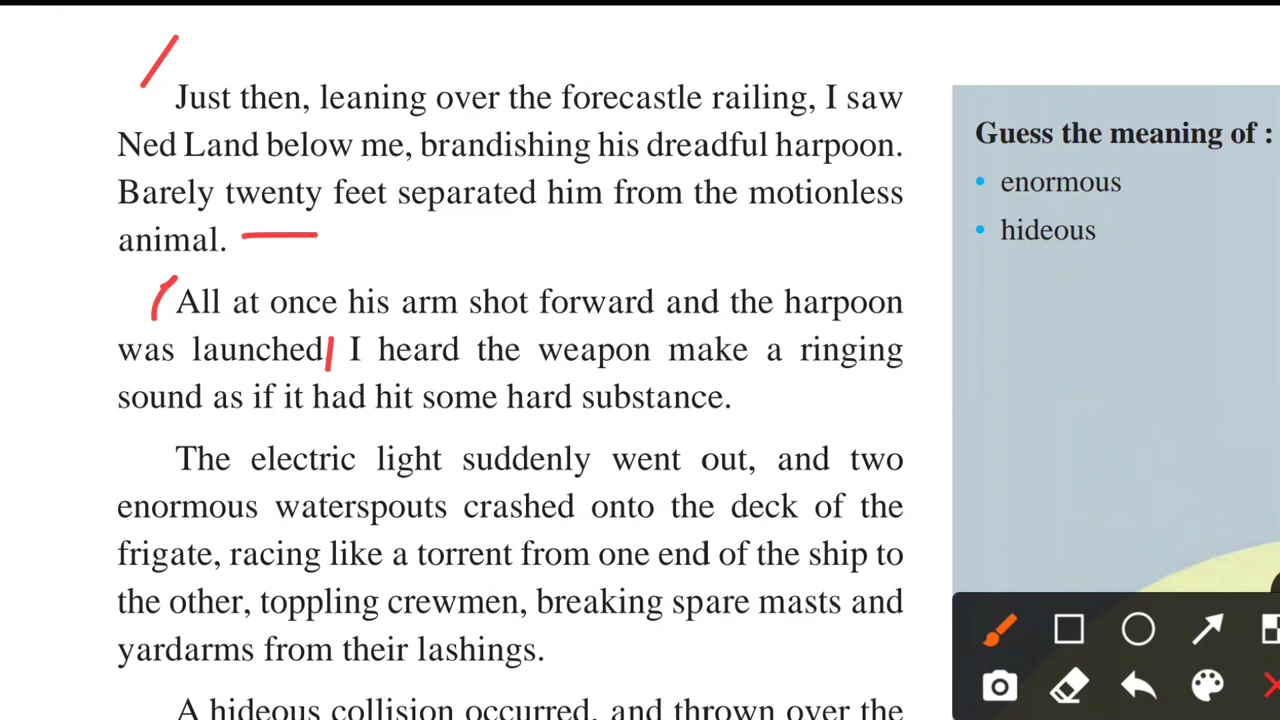 Just then, leaning over the forecastle railing, I saw
Ned Land below me, brandishing his dreadful harpoon.
Barely twenty feet separated him from the motionless
animal.
All at once his arm shot forward and the harpoon
was launched I heard the weapon make a ringing
sound as if it had hit some hard substance.
The electric light suddenly went out, and two
enormous waterspouts crashed onto the deck of the
frigate, racing like a torrent from one end of the ship to
the other, toppling crewmen, breaking spare masts and
yardarms from their lashings.
A hideous collision occurred, and thrown over the
Guess the meaning of :
• enormous
• hideous